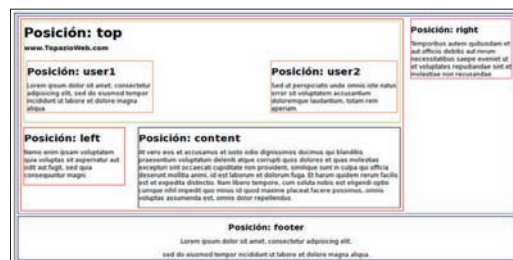 Posición: top
www.TopazioWeb.com
Posición: user1
Lorem ipsum dolor sit amet, consectetur
adipisicing elit, sed do eiusmod tempor
incididunt ut labore et dolore magna
aliqua.
Posición: user2
Sed ut perspiciatis unde omnis iste natus
error sit voluptatem accusantium
doloremque laudantium, totam rem
aperiam.
Posición: right
Temporibus autem quibusdam et
aut officiis debitis aut rerum
necessitatibus saepe eveniet ut
et voluptates repudiandae sint et
molestiae non recusandae
Posición: left
Nemo enim ipsam voluptatem
quia voluptas sit aspernatur aut
odit aut fugit, sed quia
consequuntur magni.
Posición: content
At vero eos et accusamus et iusto odio dignissimos ducimus qui blanditiis
praesentium voluptatum deleniti atque corrupti quos dolores et quas molestias
excepturi sint occaecati cupiditate non provident, similique sunt in culpa qui officia
deserunt mollitia animi, id est laborum et dolorum fuga. Et harum quidem rerum facilis
est et expedita distinctio. Nam libero tempore, cum soluta nobis est eligendi optio
cumque nihil impedit quo minus id quod maxime placeat facere possimus, omnis
voluptas assumenda est, omnis dolor repellendus.
Posición: footer
Lorem ipsum dolor sit amet, consectetur adipisicing elit,
sed do eiusmod tempor incididunt ut labore et dolore magna aliqua.